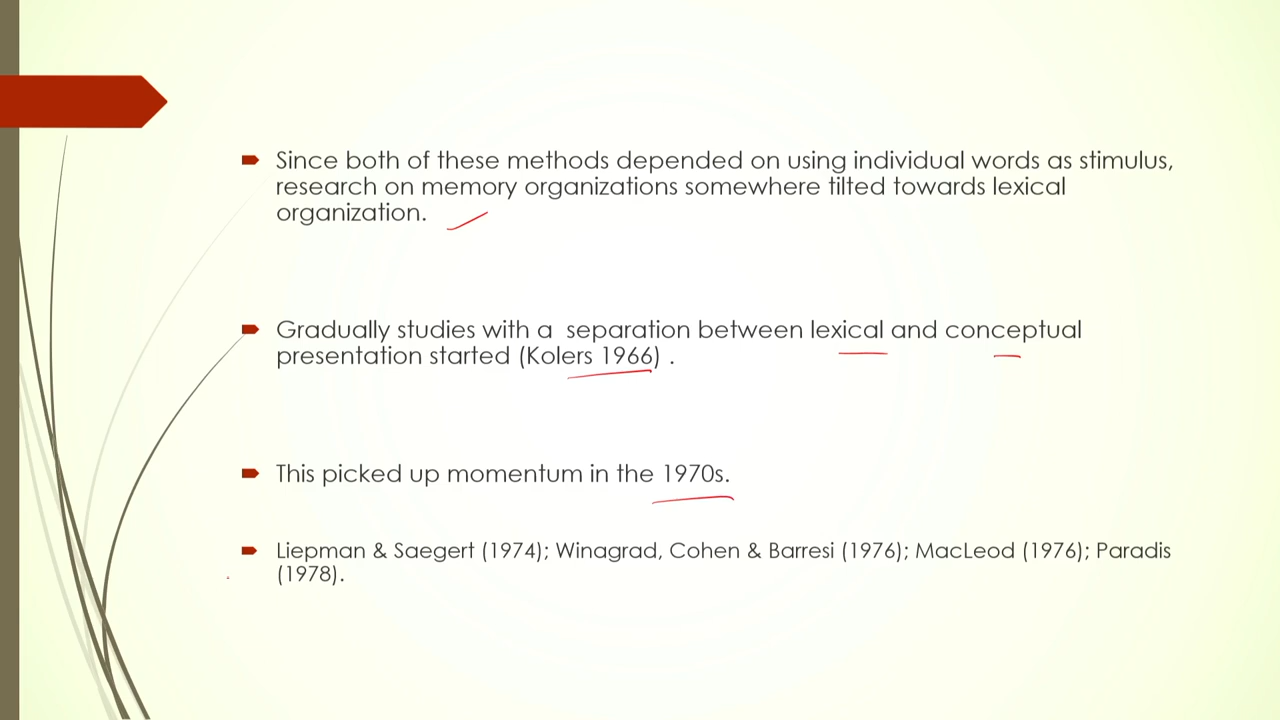 Since both of these methods depended on using individual words as stimulus,
research on memory organizations somewhere tilted towards lexical
organization.
Gradually studies with a  separation between lexical and conceptual
presentation started (Kolers 1966) .
This picked up momentum in the 1970s.
Liepman & Saegert (1974); Winagrad, Cohen & Barresi (1976); MacLeod (1976); Paradis
(1978).